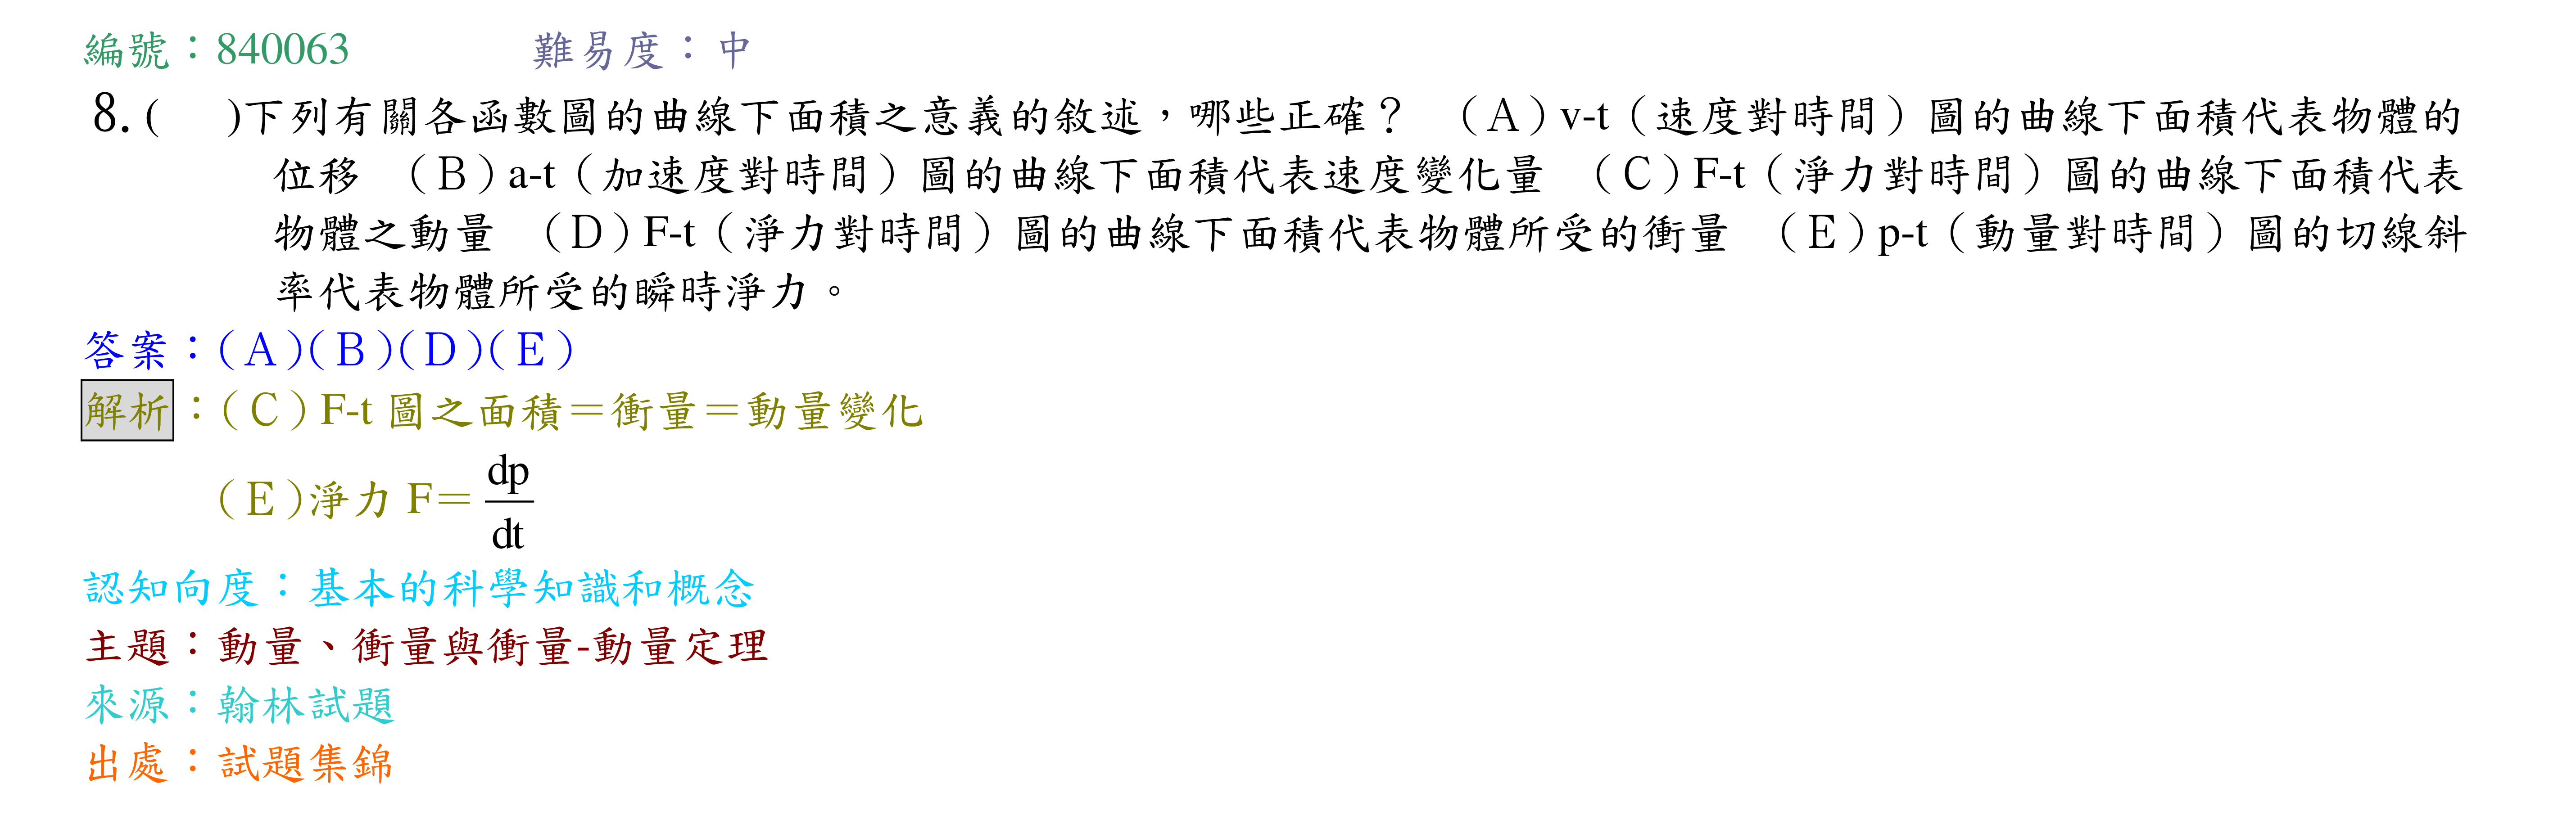 編號：840063　難易度：中
8.(　)下列有關各函數圖的曲線下面積之意義的敘述，哪些正確？　（A）v-t（速度對時間）圖的曲線下面積代表物體的
位移　（B）a-t（加速度對時間）圖的曲線下面積代表速度變化量　（C）F-t（淨力對時間）圖的曲線下面積代表
物體之動量　（D）F-t（淨力對時間）圖的曲線下面積代表物體所受的衝量　（E）p-t（動量對時間）圖的切線斜
率代表物體所受的瞬時淨力。
答案：(A)(B)(D)(E)
解析：(C)F-t 圖之面積＝衝量＝動量變化
(E)淨力 F＝dp/dt
認知向度：基本的科學知識和概念
主題：動量、衝量與衝量-動量定理
來源：翰林試題
出處：試題集錦